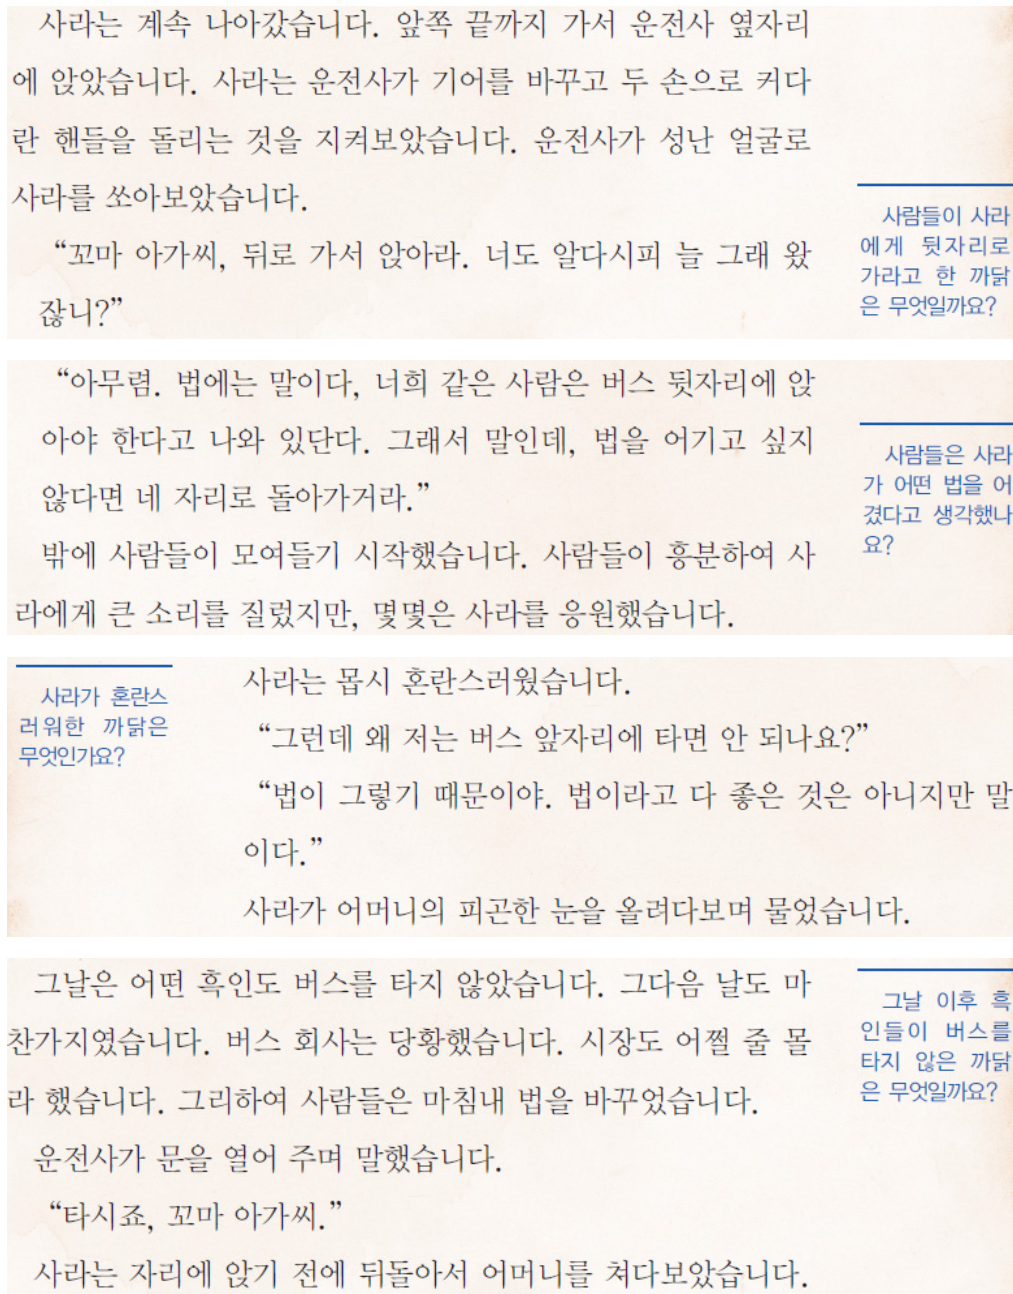 사라는 계속 나아갔습니다. 앞쪽 끝까지 가서 운전사 옆자리
에 앉았습니다. 사라는 운전사가 기어를 바꾸고 두 손으로 커다
란 핸들을 돌리는 것을 지켜보았습니다. 운전사가 성난 얼굴로
사라를 쏘아보았습니다.
“꼬마 아가씨, 뒤로 가서 앉아라. 너도 알다시피 늘 그래 왔
잖니?”
사람들이 사라
에게 뒷자리로
가라고 한 까닭
은 무엇일까요?
“아무렴. 법에는 말이다, 너희 같은 사람은 버스 뒷자리에 앉
아야 한다고 나와 있단다. 그래서 말인데, 법을 어기고 싶지
않다면 네 자리로 돌아가거라.”
밖에 사람들이 모여들기 시작했습니다. 사람들이 흥분하여 사
라에게 큰 소리를 질렀지만, 몇몇은 사라를 응원했습니다.
사람들은 사라
가 어떤 법을 어
겼다고 생각했나
요?
사라가 혼란스
러워한 까닭은
무엇인가요?
사라는 몹시 혼란스러웠습니다.
“그런데 왜 저는 버스 앞자리에 타면 안 되나요?”
“법이 그렇기 때문이야. 법이라고 다 좋은 것은 아니지만 말
이다.”
사라가 어머니의 피곤한 눈을 올려다보며 물었습니다.
그날은 어떤 흑인도 버스를 타지 않았습니다. 그다음 날도 마
찬가지였습니다. 버스 회사는 당황했습니다. 시장도 어쩔 줄 몰
라 했습니다. 그리하여 사람들은 마침내 법을 바꾸었습니다.
운전사가 문을 열어 주며 말했습니다.
“타시죠, 꼬마 아가씨.”
사라는 자리에 앉기 전에 뒤돌아서 어머니를 쳐다보았습니다.
그날 이후 흑
인들이 버스를
타지 않은 까닭
은 무엇일까요?